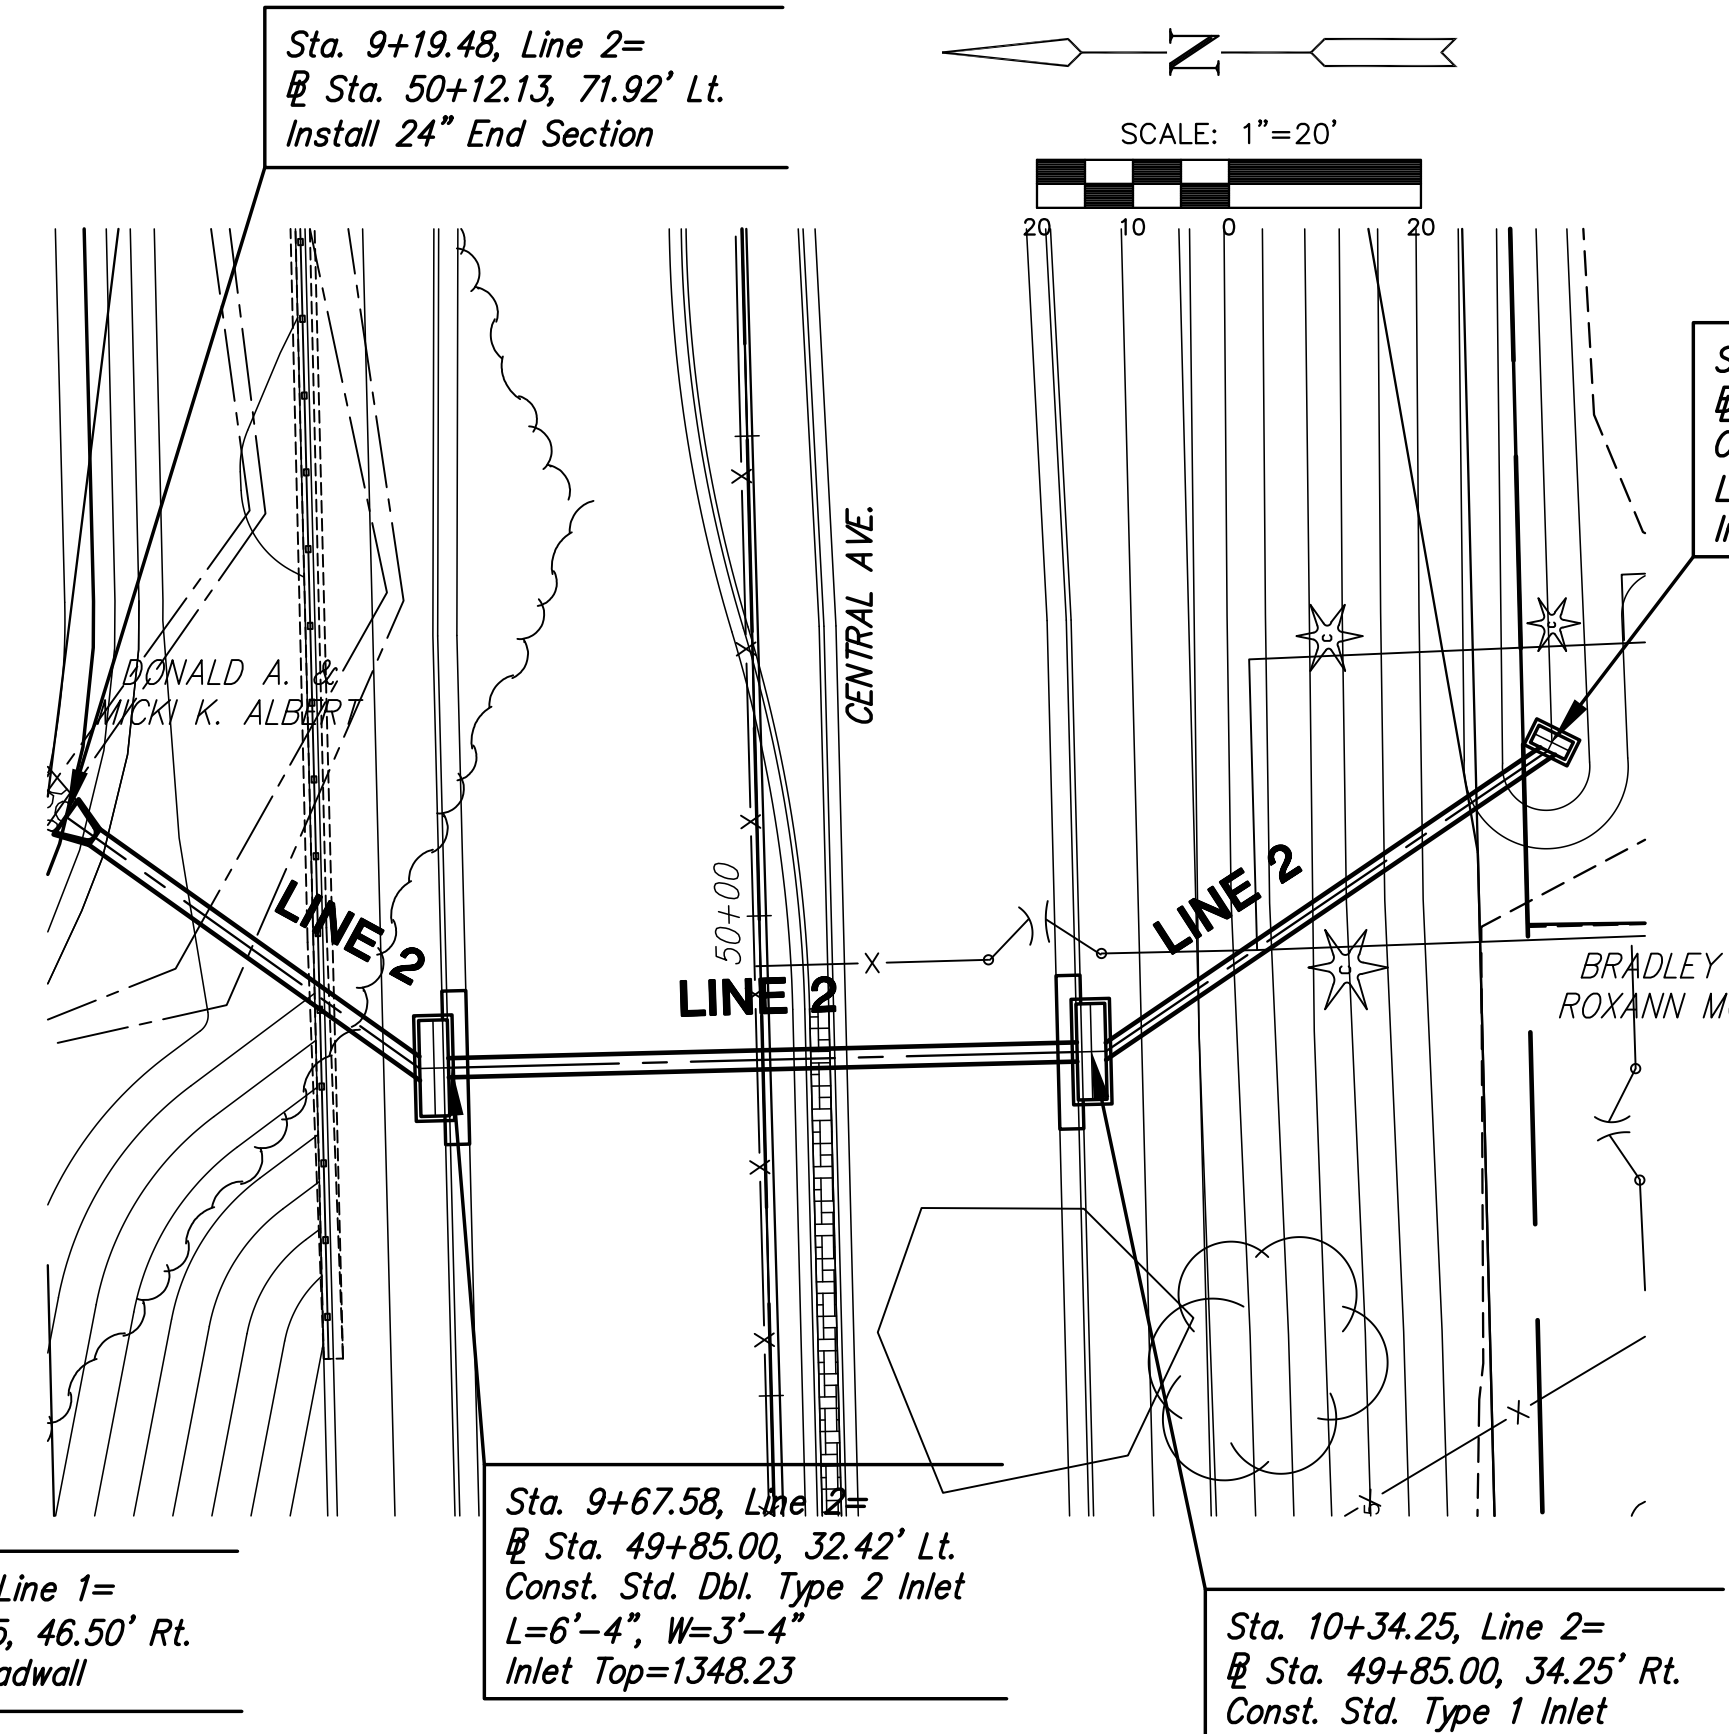 Sta. 9+19.48, Line 2=
℄ Sta. 50+12.13, 71.92' Lt.
Install 24" End Section
N
SCALE: 1"=20'
20 10 0 20
CENTRAL AVE.
DONALD A. &
MICKI K. ALBERT
C
C
LINE 2
LINE 2
LINE 2
50+00
X
C
BRADLEY
ROXANN
Sta. 9+67.58, Line 2=
Sta. 49+85.00, 32.42' Lt.
Const. Std. Dbl. Type 2 Inlet
L=6'-4", W=3'-4"
Inlet Top=1348.23
Line 1=
46.50' Rt.
Sta. 10+34.25, Line 2=
Sta. 49+85.00, 34.25' Rt.
Const. Std. Type 1 Inlet